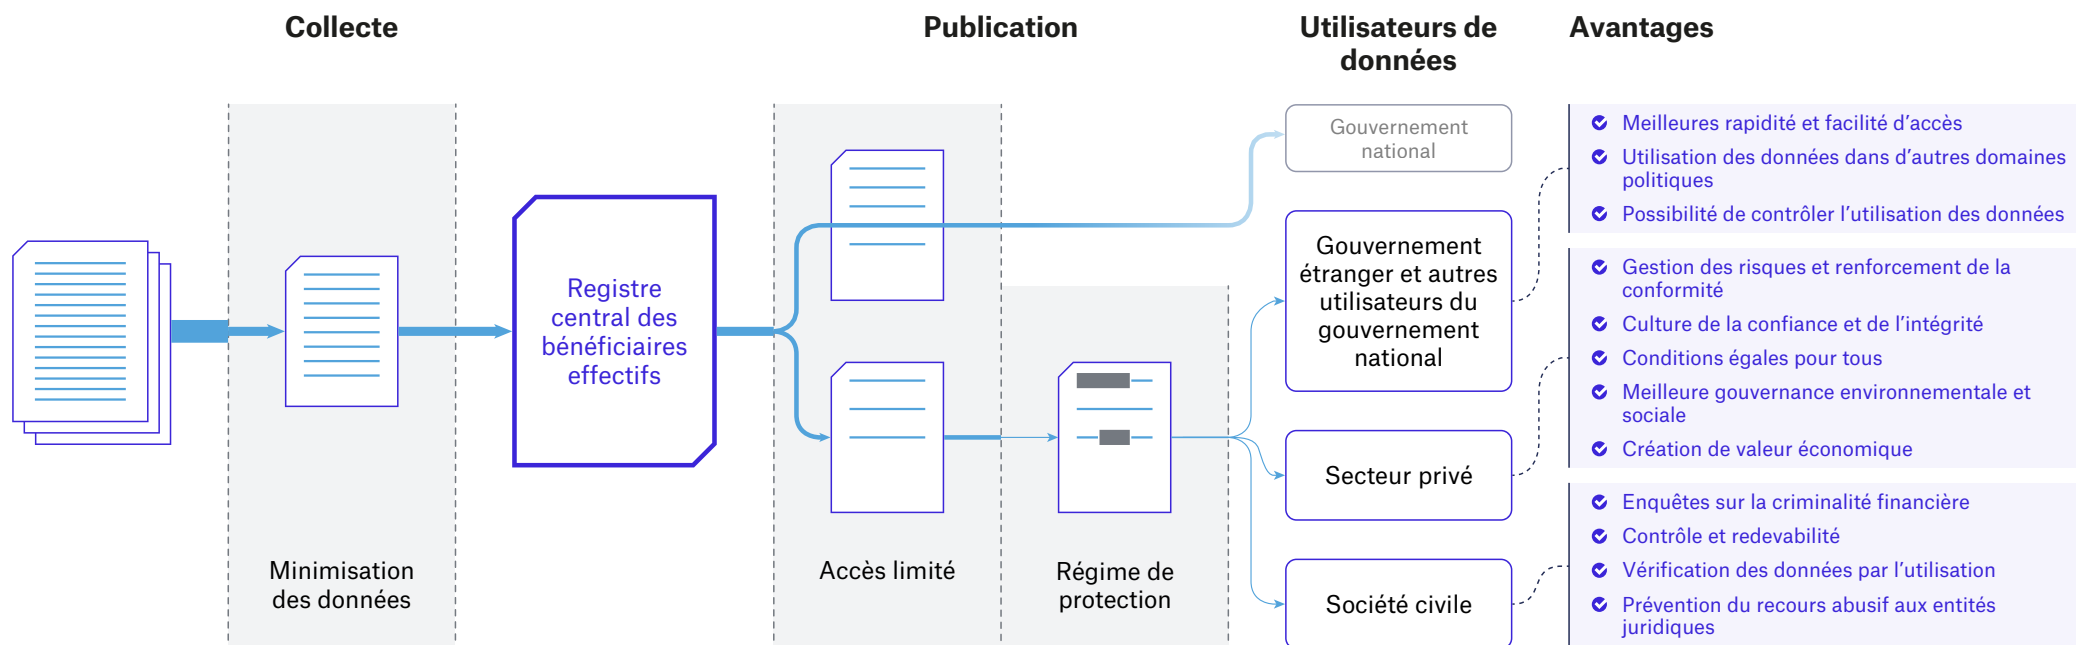 Collecte
Publication
Utilisateurs de
données
Avantages
Minimisation
des données
Registre
central des
bénéficiaires
effectifs
Accès limité
Régime de
protection
Gouvernement
national
Gouvernement
étranger et autres
utilisateurs du
gouvernement
national
Secteur privé
Société civile
Meilleures rapidité et facilité d’accès
Utilisation des données dans d’autres domaines
politiques
Possibilité de contrôler l’utilisation des données
Gestion des risques et renforcement de la
conformité
Culture de la confiance et de l’intégrité
Conditions égales pour tous
Meilleure gouvernance environnementale et
sociale
Création de valeur économique
Enquêtes sur la criminalité financière
Contrôle et redevabilité
Vérification des données par l’utilisation
Prévention du recours abusif aux entités
juridiques